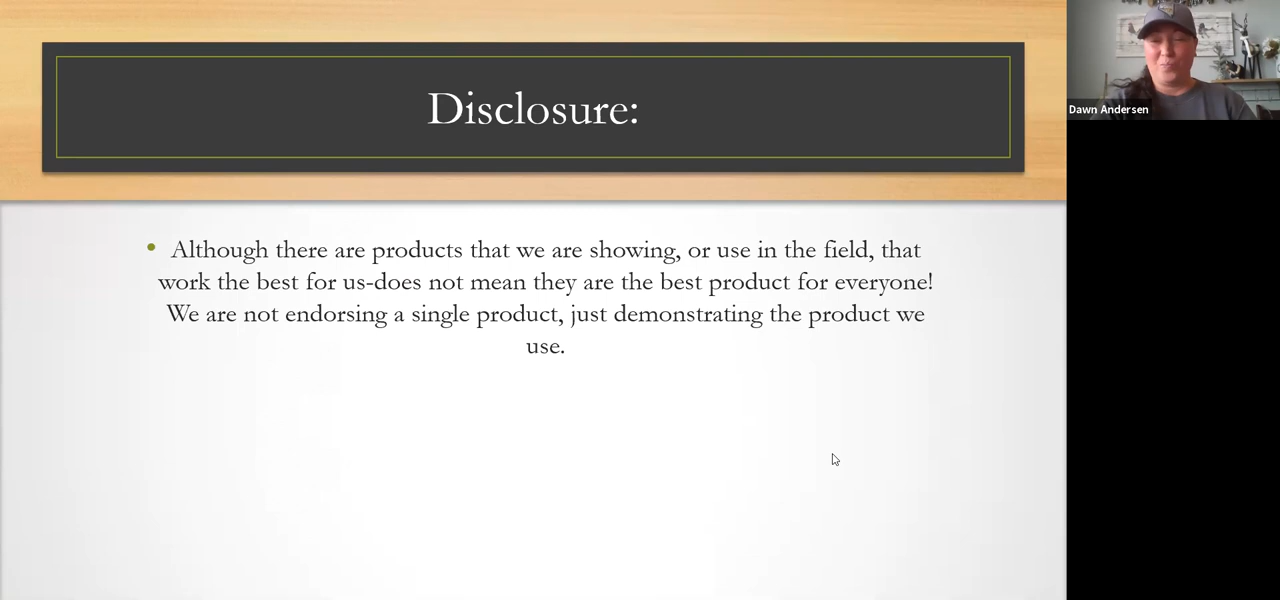 Disclosure:
Dawn Andersen
• Although there are products that we are showing, or use in the field, that
work the best for us-does not mean they are the best product for everyone!
We are not endorsing a single product, just demonstrating the product we
use.